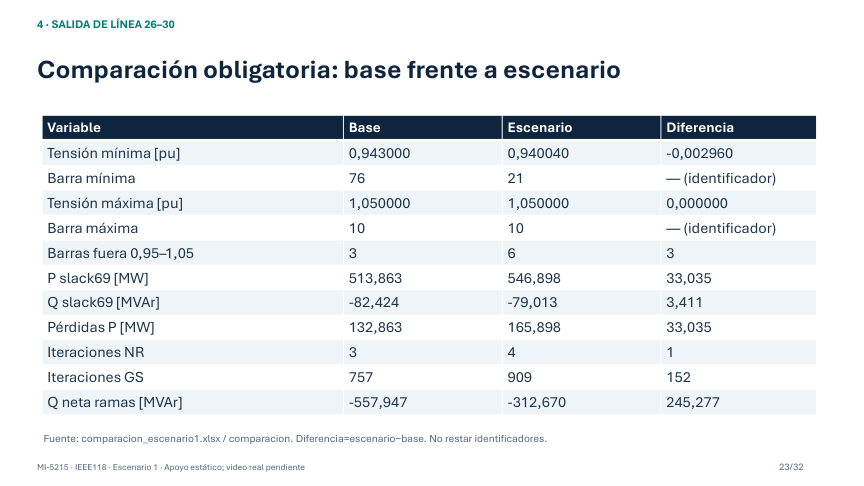 4 · SALIDA DE LÍNEA 26–30
Comparación obligatoria: base frente a escenario
Variable Base Escenario Diferencia
Tensión mínima [pu] 0,943000 0,940040 -0,002960
Barra mínima 76 21 — (identificador)
Tensión máxima [pu] 1,050000 1,050000 0,000000
Barra máxima 10 10 — (identificador)
Barras fuera 0,95–1,05 3 6 3
P slack69 [MW] 513,863 546,898 33,035
Q slack69 [MVAr] -82,424 -79,013 3,411
Pérdidas P [MW] 132,863 165,898 33,035
Iteraciones NR 3 4 1
Iteraciones GS 757 909 152
Q neta ramas [MVAr] -557,947 -312,670 245,277
Fuente: comparacion_escenario1.xlsx / comparacion. Diferencia=escenario−base. No restar identificadores.
MI-5215 · IEEE118 · Escenario 1 · Apoyo estático; video real pendiente 23/32